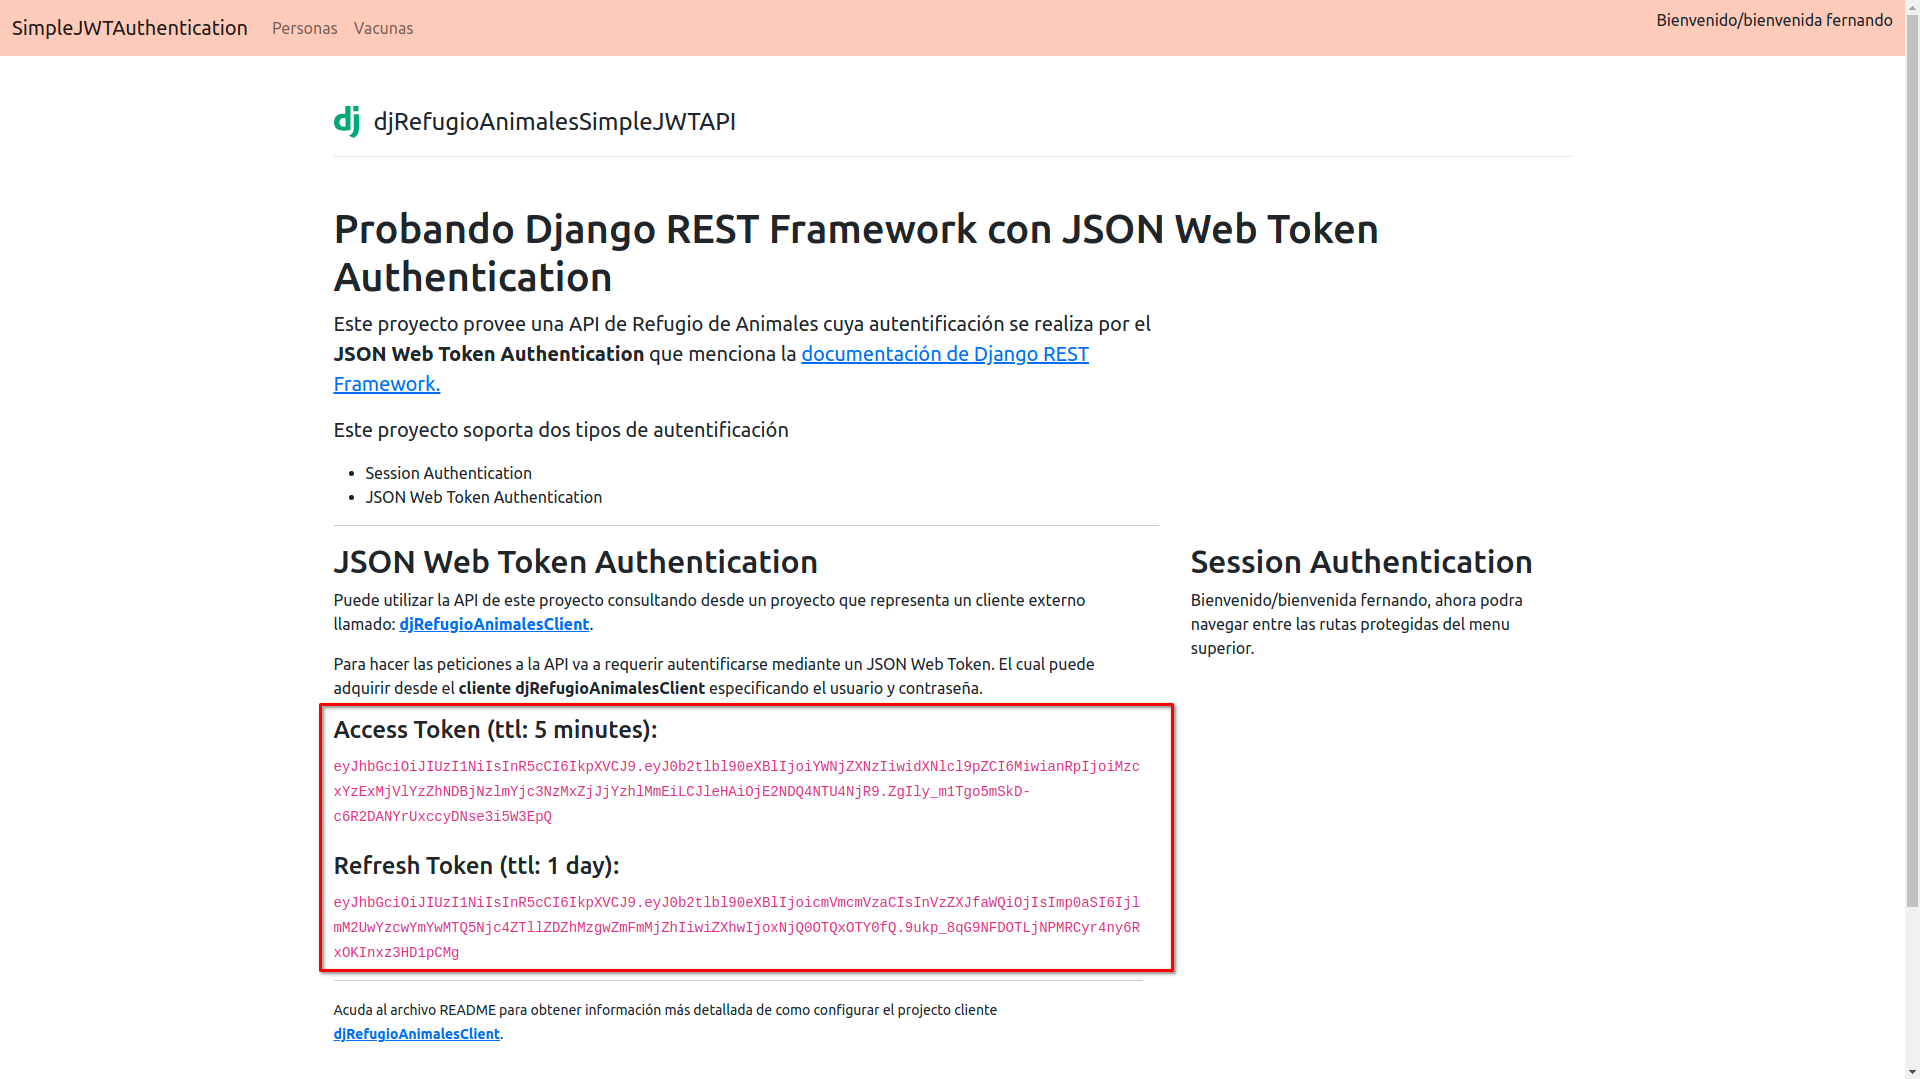 SimpleJWTAuthentication Personas Vacunas Bienvenido/bienvenida fernando
dj djRefugioAnimalesSimpleJWTAPI
Probando Django REST Framework con JSON Web Token
Authentication
Este proyecto provee una API de Refugio de Animales cuya autentificación se realiza por el
JSON Web Token Authentication que menciona la documentación de Django REST
Framework.
Este proyecto soporta dos tipos de autentificación
• Session Authentication
• JSON Web Token Authentication
JSON Web Token Authentication
Puede utilizar la API de este proyecto consultando desde un proyecto que representa un cliente externo
llamado: djRefugioAnimalesClient.
Para hacer las peticiones a la API va a requerir autentificarse mediante un JSON Web Token. El cual puede
adquirir desde el cliente djRefugioAnimalesClient especificando el usuario y contraseña.
Access Token (ttl: 5 minutes):
eyJhbGciOiJIUzI1NiIsInR5cCI6IkpXVCJ9.eyJ0b2tlbl90eXBlIjoiYWNjZXNzIiwidXNlcl9pZCI6MiwianRpIjoiMzc
xYzExMjVlYzZhNDBjNzlmYjc3NzMxZjJjYzhlMmEiLCJleHAiOjE2NDQ4NTU4NjR9.ZgIly_m1Tgo5mSkD-
c6R2DANYrUxccyDNse3i5W3EpQ
Refresh Token (ttl: 1 day):
eyJhbGciOiJIUzI1NiIsInR5cCI6IkpXVCJ9.eyJ0b2tlbl90eXBlIjoicmVmcmVzaCIsInVzZXJfaWQiOjIsImp0aSI6Ijl
mM2UwYzcwYmYwMTQ5Njc4ZTllZDZhMzgwZmFmMjZhIiwiZXhwIjoxNjQ0OTQxOTY0fQ.9ukp_8qG9NFDOTLjNPMRCyr4ny6R
xOKInxz3HD1pCMg
Acuda al archivo README para obtener información más detallada de como configurar el projecto cliente
djRefugioAnimalesClient.
Session Authentication
Bienvenido/bienvenida fernando, ahora podra
navegar entre las rutas protegidas del menu
superior.